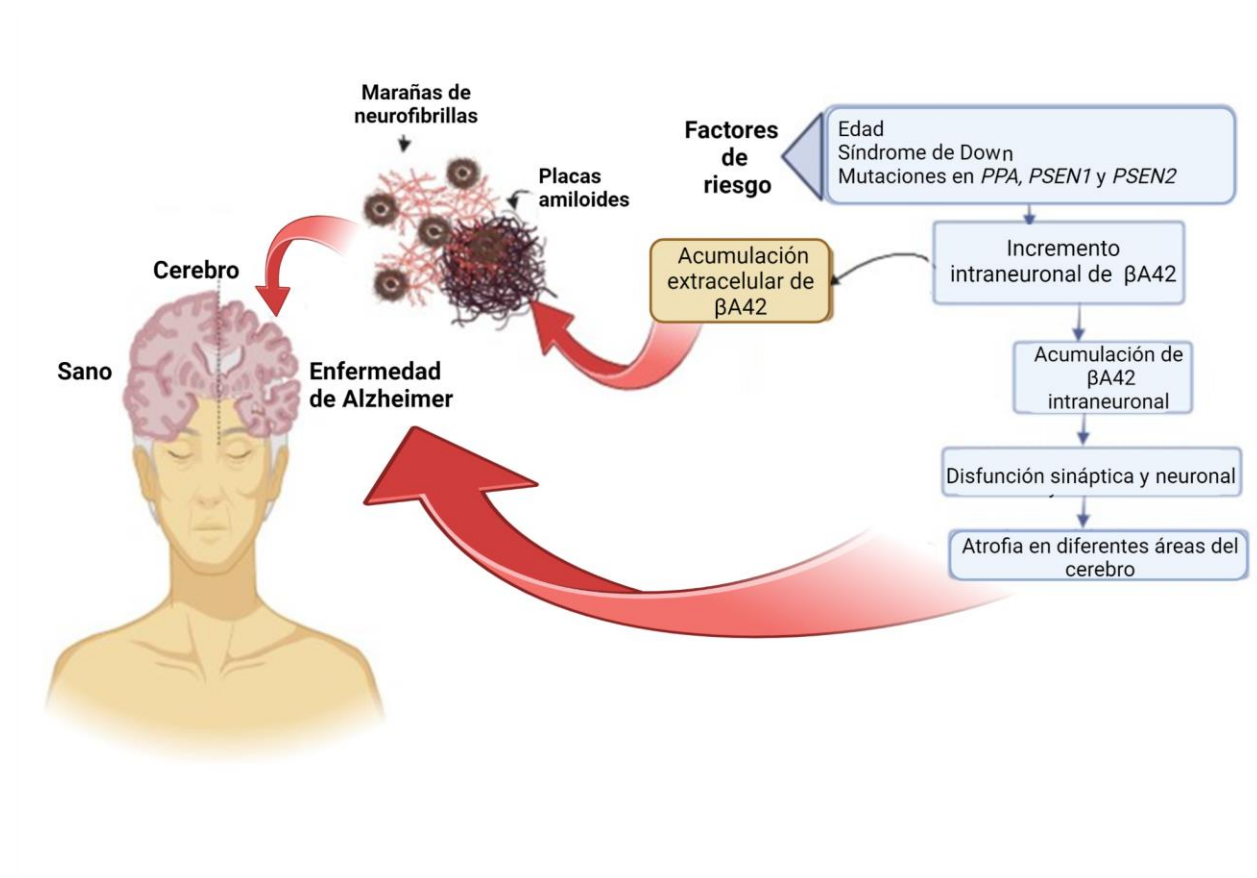 Marañas de
neurofibrillas
Placas
amiloides
Factores
de
riesgo
Edad
Síndrome de Down
Mutaciones en PPA, PSEN1 y PSEN2
Incremento
intraneuronal de βA42
Acumulación
extracelular de
βA42
Cerebro
Sano
Enfermedad
de Alzheimer
Acumulación de
βA42
intraneuronal
Disfunción sináptica y neuronal
Atrofia en diferentes áreas del
cerebro